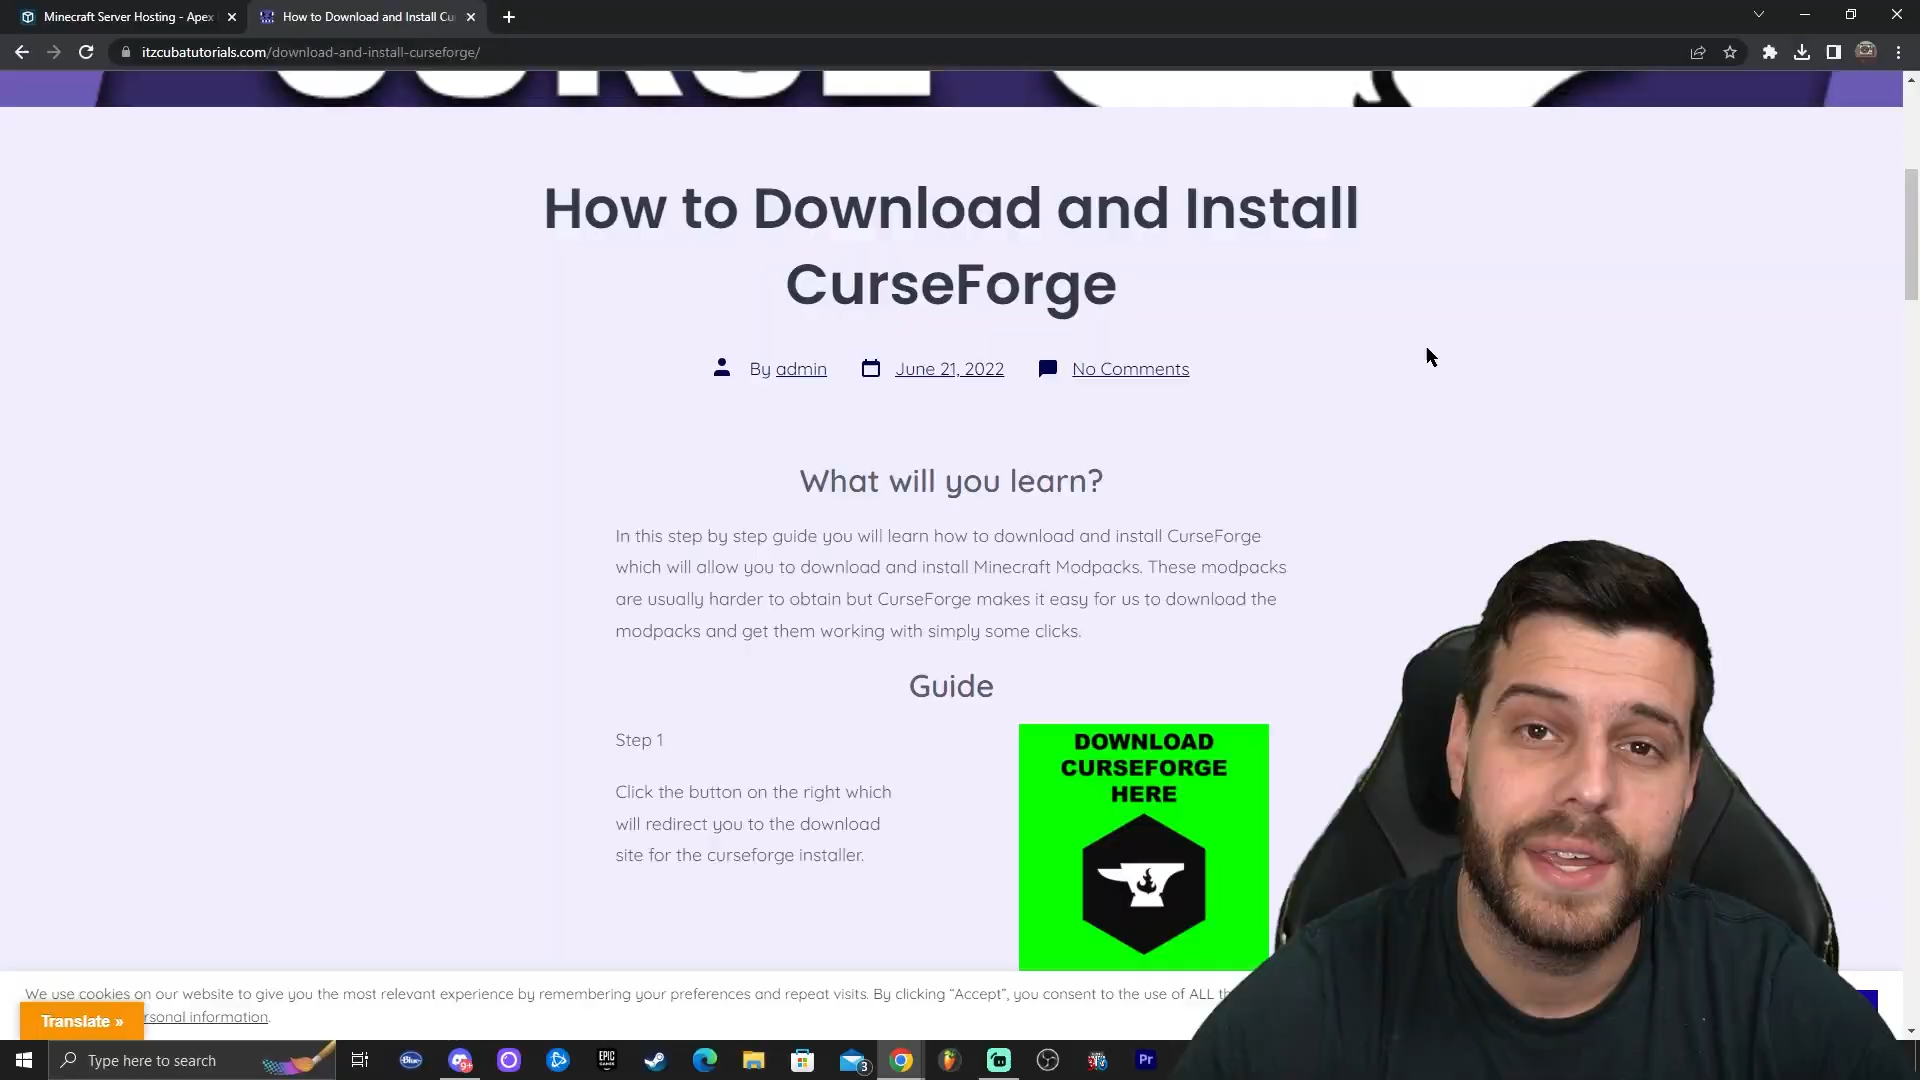 Minecraft Server Hosting - Apex
How to Download and Install Cu
itzcubatutorials.com/download-and-install-curseforge/
CURSE
How to Download and Install
CurseForge
By admin
June 21, 2022
No Comments
What will you learn?
In this step by step guide you will learn how to download and install CurseForge
which will allow you to download and install Minecraft Modpacks. These modpacks
are usually harder to obtain but CurseForge makes it easy for us to download the
modpacks and get them working with simply some clicks.
Guide
Step 1
Click the button on the right which
will redirect you to the download
site for the curseforge installer.
DOWNLOAD
CURSEFORGE
HERE
We use cookies on our website to give you the most relevant experience by remembering your preferences and repeat visits. By clicking “Accept”, you consent to the use of ALL
Translate »
rsonal information.
Type here to search
Blue
9+
EPIC
GAMES
3
Pr